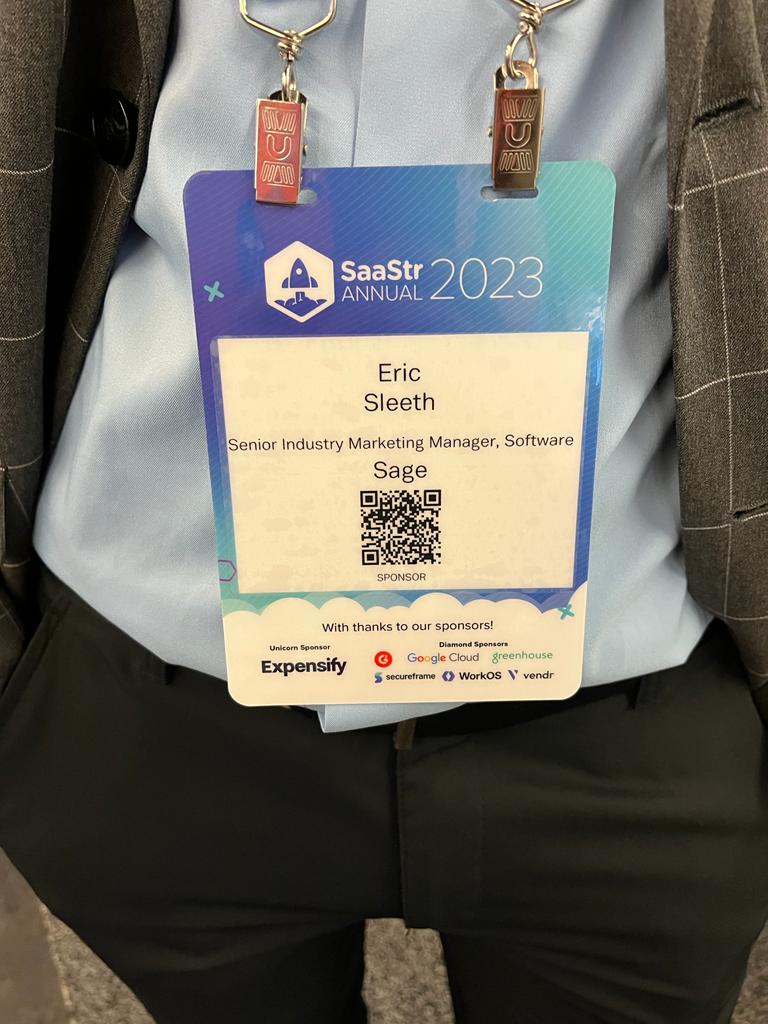 SaaStr
ANNUAL 2023
Eric
Sleeth
Senior Industry Marketing Manager, Software
Sage
SPONSOR
With thanks to our sponsors!
Unicorn Sponsor
Expensify
Diamond Sponsors
Google Cloud greenhouse
secureframe WorkOS vendr